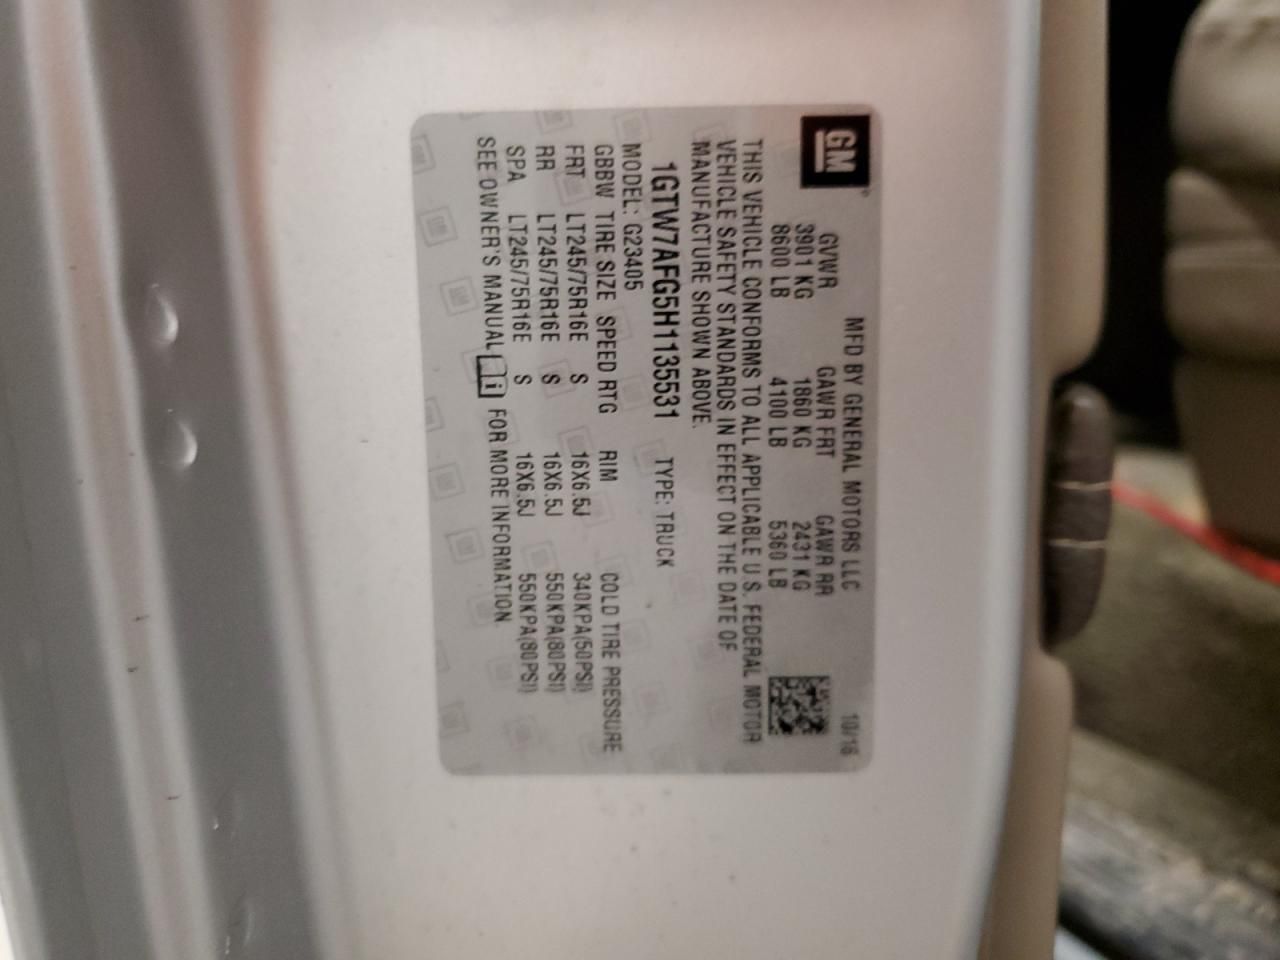 GM
MFD BY GENERAL MOTORS LLC 10/16
GVWR GAWR FRT GAWR RR
3901 KG 1860 KG 2431 KG
8600 LB 4100 LB 5360 LB
THIS VEHICLE CONFORMS TO ALL APPLICABLE U.S. FEDERAL MOTOR
VEHICLE SAFETY STANDARDS IN EFFECT ON THE DATE OF
MANUFACTURE SHOWN ABOVE.
1GTW7AFG5H1135531 TYPE: TRUCK
MODEL: G23405
GBBW TIRE SIZE SPEED RTG RIM COLD TIRE PRESSURE
FRT LT245/75R16E S 16X6.5J 340KPA(50PSI)
RR LT245/75R16E S 16X6.5J 550KPA(80PSI)
SPA LT245/75R16E S 16X6.5J 550KPA(80PSI)
SEE OWNER'S MANUAL i FOR MORE INFORMATION